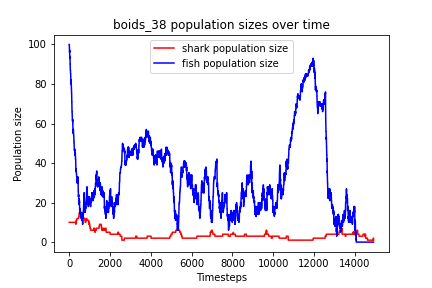 boids_38 population sizes over time
shark population size
fish population size
Population size
100
80
60
40
20
0
0 2000 4000 6000 8000 10000 12000 14000
Timesteps